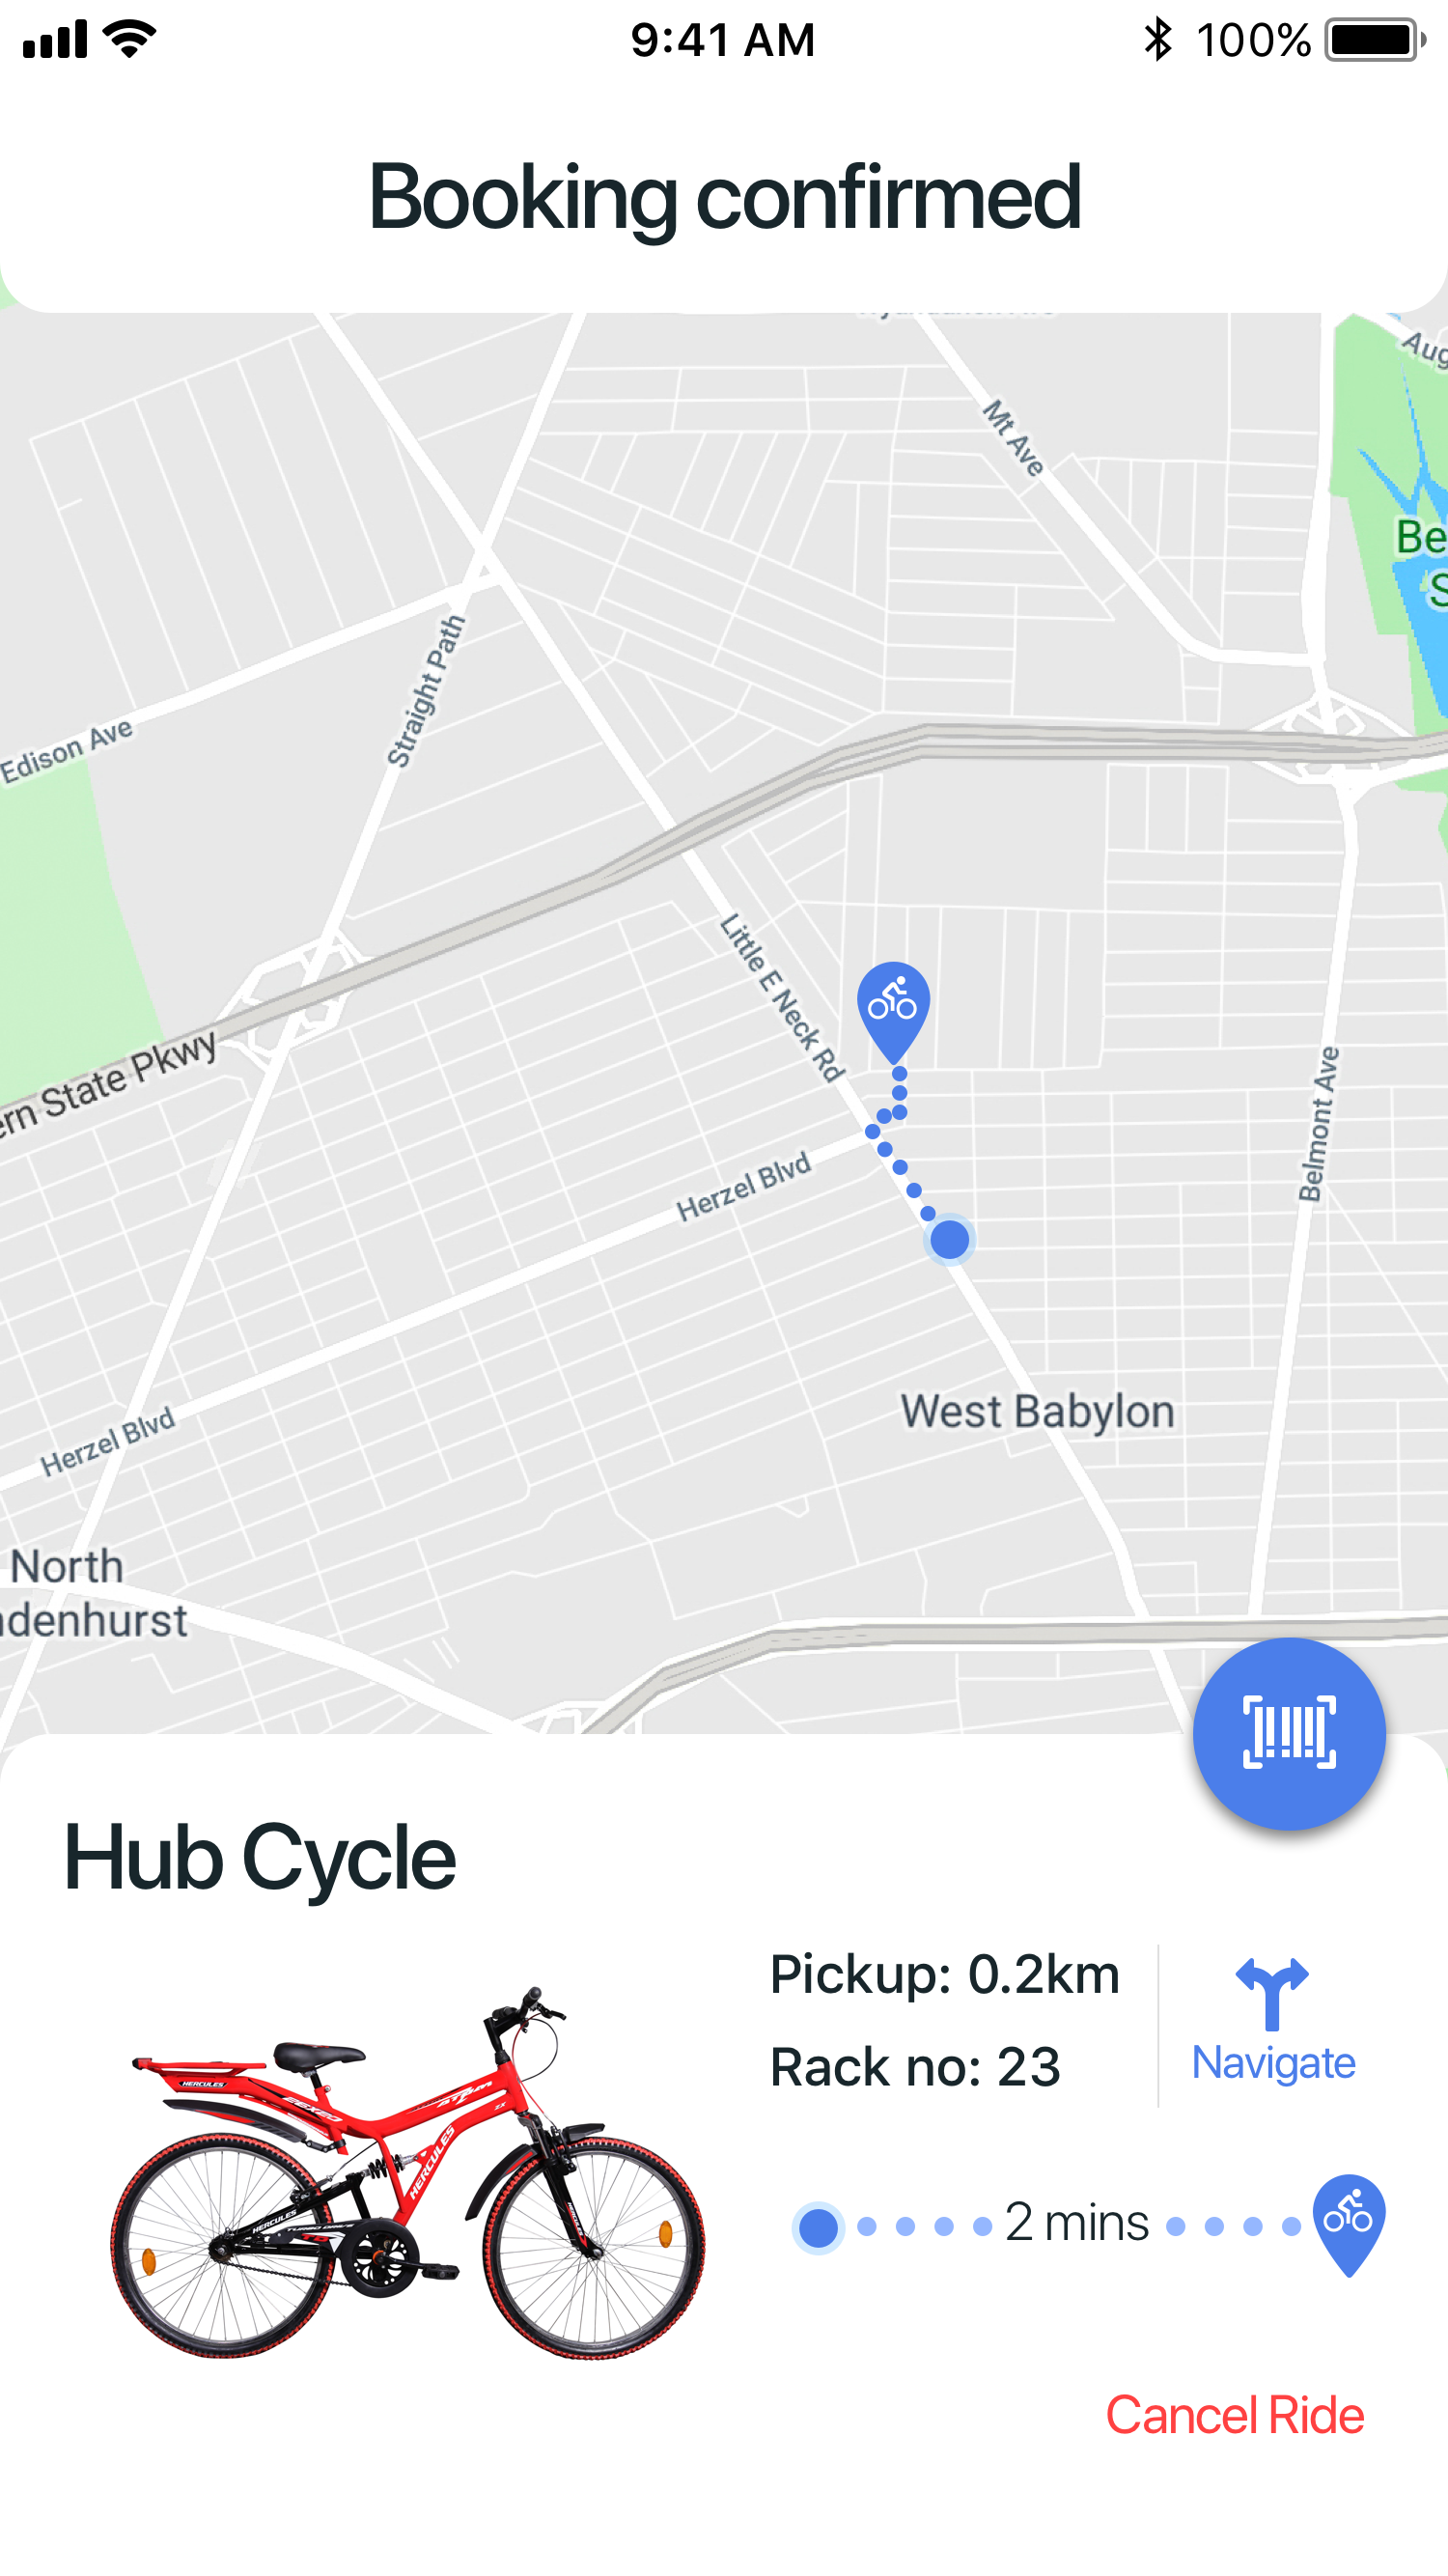 9:41 AM
100%
Booking confirmed
Aug
Mt Ave
Be
S
Straight Path
Edison Ave
Little E Neck Rd
ern State Pkwy
Belmont Ave
Herzel Blvd
West Babylon
Herzel Blvd
North
denhurst
Hub Cycle
Pickup: 0.2km
Rack no: 23
Navigate
HERCULES
HERCULES
HERCULES
2 mins
Cancel Ride